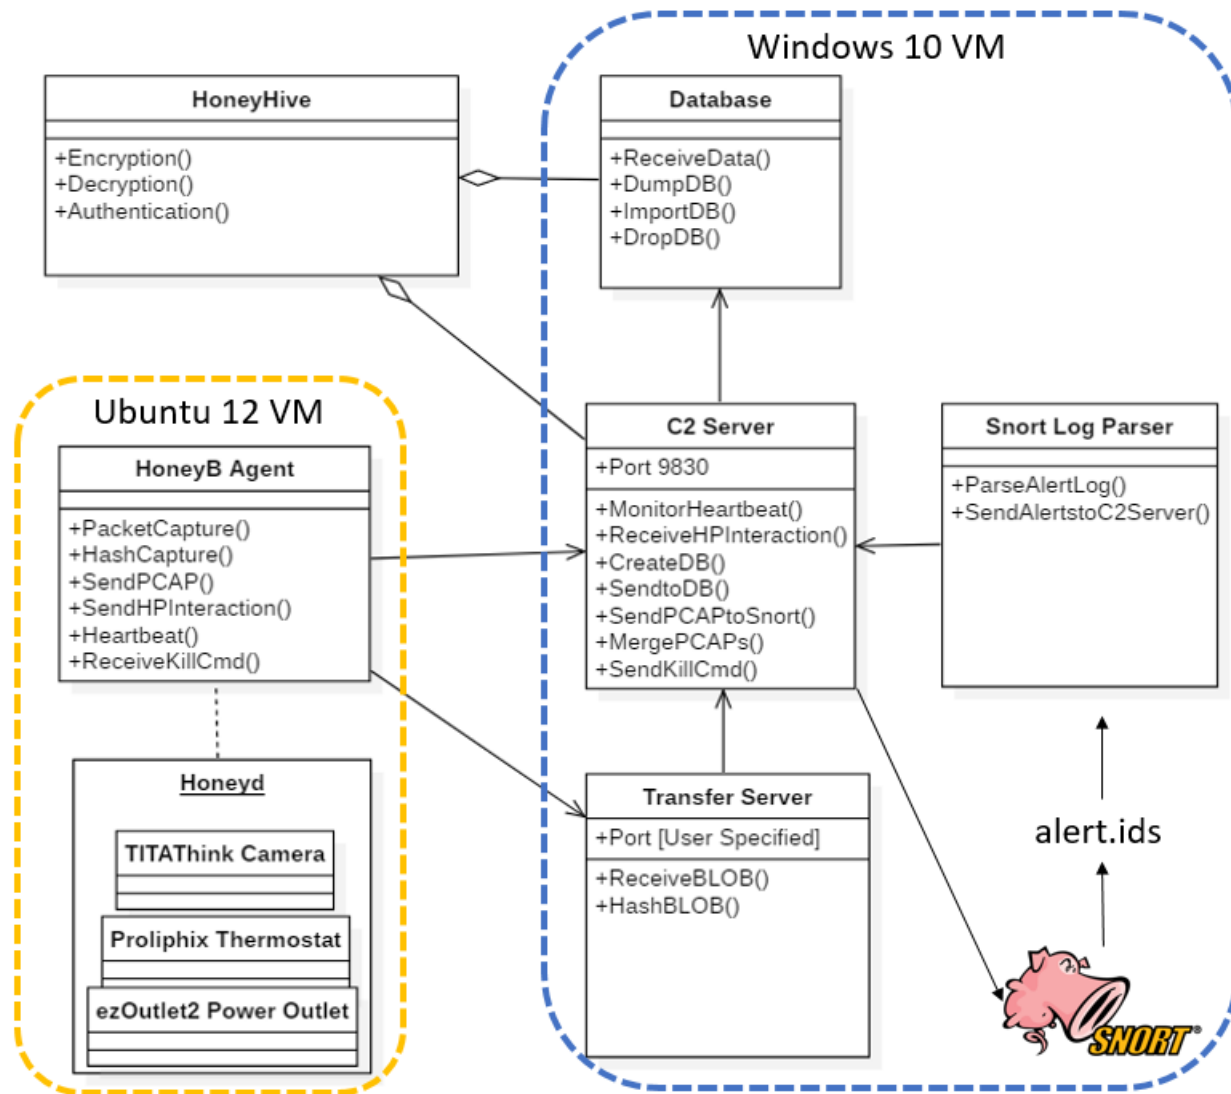 Windows 10 VM
HoneyHive
+Encryption()
+Decryption()
+Authentication()
Database
+ReceiveData()
+DumpDB()
+ImportDB()
+DropDB()
Ubuntu 12 VM
HoneyB Agent
+PacketCapture()
+HashCapture()
+SendPCAP()
+SendHPInteraction()
+Heartbeat()
+ReceiveKillCmd()
C2 Server
+Port 9830
+MonitorHeartbeat()
+ReceiveHPInteraction()
+CreateDB()
+SendtoDB()
+SendPCAPtoSnort()
+MergePCAPs()
+SendKillCmd()
Snort Log Parser
+ParseAlertLog()
+SendAlertstoC2Server()
Honeyd
TITAThink Camera
Proliphix Thermostat
ezOutlet2 Power Outlet
Transfer Server
+Port [User Specified]
+ReceiveBLOB()
+HashBLOB()
alert.ids
SNORT®